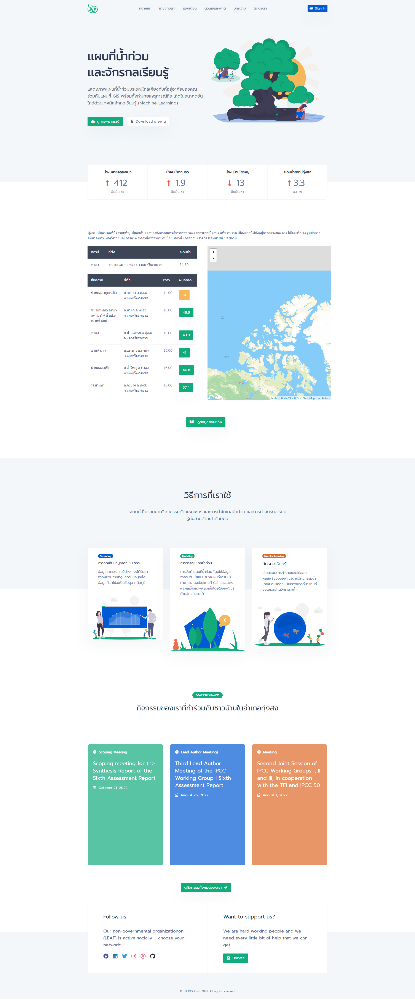 หน้าหลัก เกี่ยวกับเรา แจ้งเตือน ตัวเลขและสถิติ บทความ ติดต่อเรา Sign In
แผนที่น้ำท่วม
และจักรกลเรียนรู้
แสดงภาพแผนที่น้ำท่วมบริเวณใกล้เคียงกับที่อยู่อาศัยของคุณ
ร่วมกับแผนที่ GIS พร้อมทั้งทำนายเหตุการณ์ที่จะเกิดในอนาคตอัน
ใกล้ด้วยเทคนิคจักกลเรียนรู้ (Machine Learning)
ดูการพยากรณ์ Download รายงาน
น้ำฝนฝายคลองเปิก น้ำฝนน้ำตกปลิว น้ำฝนบ้านไสใหญ่ ระดับน้ำสถานีทุ่งสง
412 1.9 13 3.3
มิลลิเมตร มิลลิเมตร มิลลิเมตร ม.ทรก
ทุ่งสง เป็นอำเภอที่มีความเจริญเป็นอันดับสองของจังหวัดนครศรีธรรมราช รองจากอำเภอเมืองนครศรีธรรมราช เนื่องจากมีที่ตั้งอยู่ตรงกลางของภาคใต้และเป็นจุดศูนย์กลาง
คมนาคมทางบกทั้งรถยนต์และรถไฟ มีสถานีตรวจวัดระดับน้ำ 1 สถานี้ และสถานีตรวจวัดระดับน้ำฝน 10 สถานี
สถานี ที่ตั้ง ระดับน้ำ
ทุ่งสง ต.ปากแพรก อ.ทุ่งสง จ.นครศรีธรรมราช 51.30
ชื่อสถานี ที่ตั้ง เวลา ฝนล่าสุด
บ้านคลองตูกเหนือ ต.กะปาง อ.ทุ่งสง
จ.นครศรีธรรมราช 14.00 51
หน่วยพิทักษ์อุทยา
นแห่งชาติที่ ขป.๔
(บ้านน้ำตก) ต.น้ำตก อ.ทุ่งสง
จ.นครศรีธรรมราช 16.00 48.8
ทุ่งสง ต.ปากแพรก อ.ทุ่งสง
จ.นครศรีธรรมราช 16.00 43.8
บ้านหัวราว ต.เขาขาว อ.ทุ่งสง
จ.นครศรีธรรมราช 15.00 41
ฝายคลองเปิก ต.ถ้ำใหญ่ อ.ทุ่งสง
จ.นครศรีธรรมราช 16.00 40.8
รร.บ้านพูน ต.กะปาง อ.ทุ่งสง
จ.นครศรีธรรมราช 16.00 37.4
+
-
Leaflet | © MapTiler © OpenStreetMap contributors
ดูข้อมูลย้อนหลัง
วิธีการที่เราใช้
ระบบนี้เป็นรวมงานวิศวกรรมด้านเซนเซอร์ และการทำโมเดลน้ำท่วม และการทำจักรกลเรียน
รู้ทั้งสามด้านเข้าด้วยกัน
Sensoring
การจัดเก็บข้อมูลจากเซนเซอร์
ข้อมูลจากเซนเซอร์ต่างๆ จะได้รับมา
จากหน่วยงานที่ดูแลด้านข้อมูลซึ่ง
ข้อมูลที่เราใช้จะเป็นข้อมูล ทุติยภูมิ
Modeling
การสร้างโมเดลน้ำท่วม
การจัดทำแผนที่น้ำท่วม โดยใช้ข้อมูล
จากระดับน้ำและปริมาณฝนที่ได้รับมา
ทำการแสดงเป็นแผนที่ GIS และแสดง
ผลผลเว็บแอพพลิเคชั่นโดยใช้ซอฟแวร์
ด้านวิศวกรรมน้ำ
Machine Learning
จักรกลเรียนรู้
เลียนแบบการทำงานและวิธีออก
ผลลัพธ์ของซอฟแวร์ด้านวิศวกรรมน้ำ
โดยในอนาคตจะเป็นซอฟแวร์ที่มาแทนที่
ซอฟแวร์ด้านวิศกรรมน้ำ
กิจกรรมของเรา
กิจกรรมของเราที่ทำร่วมกับชาวบ้านในอำเภอทุ่งสง
Scoping Meeting
Scoping meeting for the
Synthesis Report of the
Sixth Assessment Report
October 21, 2022
Lead Author Meetings
Third Lead Author
Meeting of the IPCC
Working Group I Sixth
Assessment Report
August 26, 2022
Meeting
Second Joint Session of
IPCC Working Groups I, II
and III, in cooperation
with the TFI and IPCC 50
August 1, 2022
ดูกิจกรรมทั้งหมดของเรา
Follow us
Our non-governmental organizationon
(LEAF) is active socially – choose your
network:
Want to support us?
We are hard working people and we
need every little bit of help that we can
get.
Donate
© THUNGSONG 2022. All rights reserved.